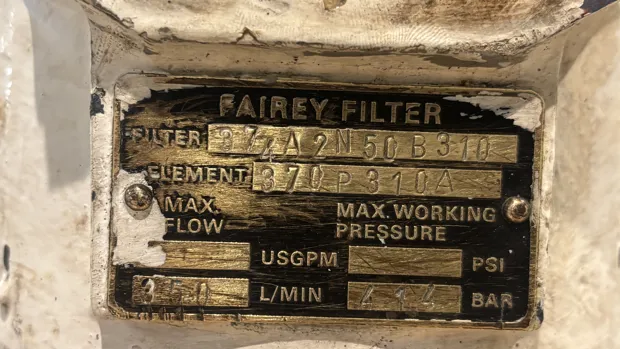 FAIREY FILTER
FILTER 374A2N50B310
ELEMENT 370P310A
MAX. FLOW
MAX. WORKING PRESSURE
USGPM PSI
350 L/MIN 414 BAR